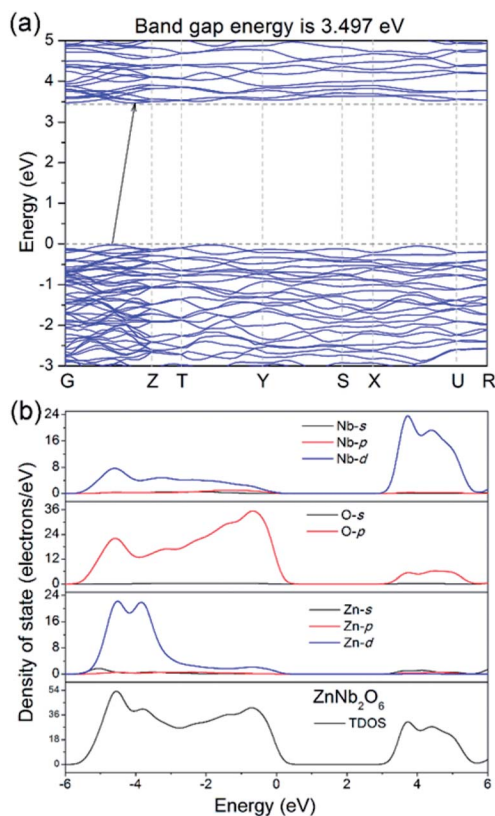 (a)
Band gap energy is 3.497 eV
5
4
3
2
1
0
-1
-2
-3
Energy (eV)
G Z T Y S X U R
(b)
24
12
0
Nb-s
Nb-p
Nb-d
36
24
12
0
O-s
O-p
24
16
8
0
Zn-s
Zn-p
Zn-d
54
36
18
0
ZnNb₂O₆
TDOS
Density of state (electrons/eV)
-6 -4 -2 0 2 4 6
Energy (eV)